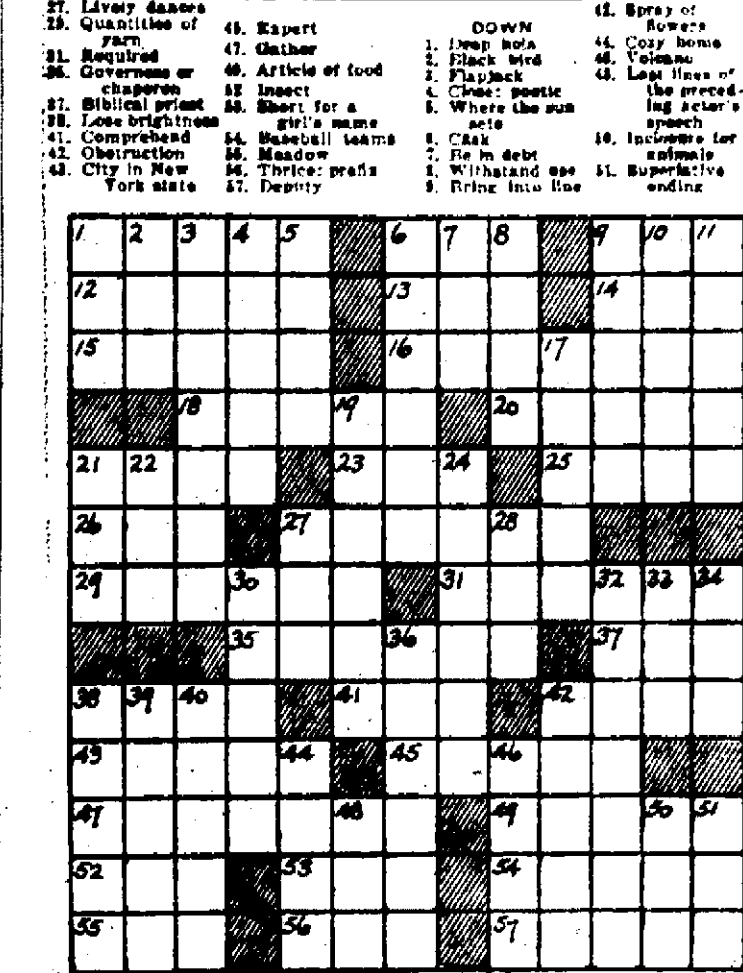 27. Lively dances
29. Quantities of
yarn
31. Required
35. Governess or
chaperon
37. Biblical priest
38. Lose brightness
41. Comprehend
42. Obstruction
43. City in New
York state
45. Expert
47. Gather
49. Article of food
52. Insect
53. Short for a
girl's name
54. Baseball teams
55. Meadow
56. Thrice: prefix
57. Deputy
DOWN
1. Deep hole
2. Black bird
3. Flapjack
4. Close: poetic
5. Where the sun
sets
6. Cask
7. Be in debt
8. Withstand use
9. Bring into line
42. Spray of
flowers
44. Cozy home
46. Volcano
48. Last lines of
the preced-
ing actor's
speech
50. Inclosure for
animals
51. Superlative
ending
1 2 3 4 5 6 7 8 9 10 11
12 13 14
15 16 17
18 19 20
21 22 23 24 25
26 27 28
29 30 31 32 33 34
35 36 37
38 39 40 41 42
43 44 45 46
47 48 49 50 51
52 53 54
55 56 57